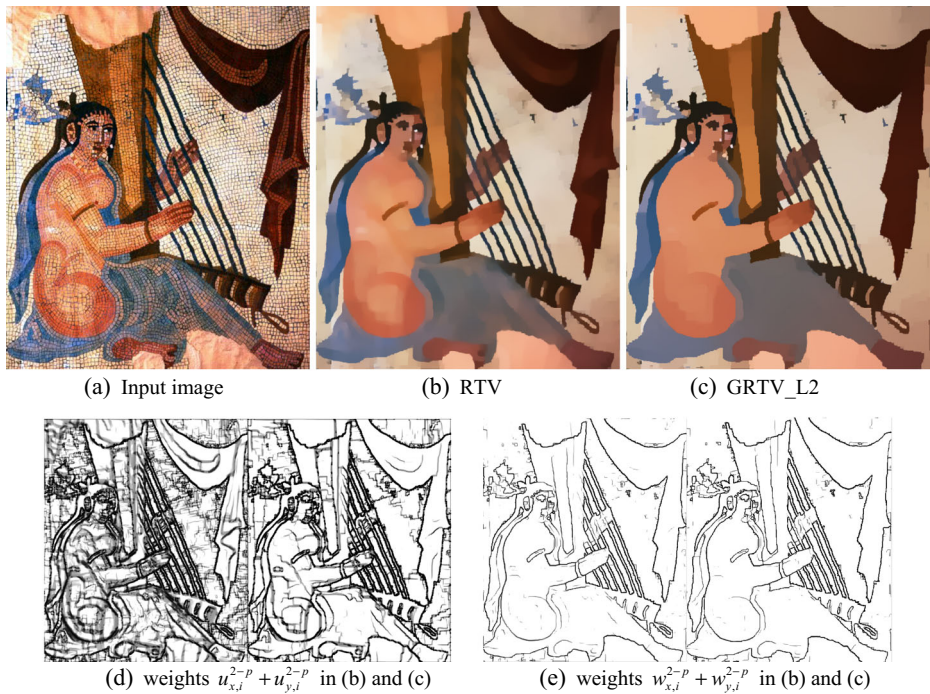 (a) Input image (b) RTV (c) GRTV_L2
(d) weights $u_{x,i}^{2-p} + u_{y,i}^{2-p}$ in (b) and (c) (e) weights $w_{x,i}^{2-p} + w_{y,i}^{2-p}$ in (b) and (c)